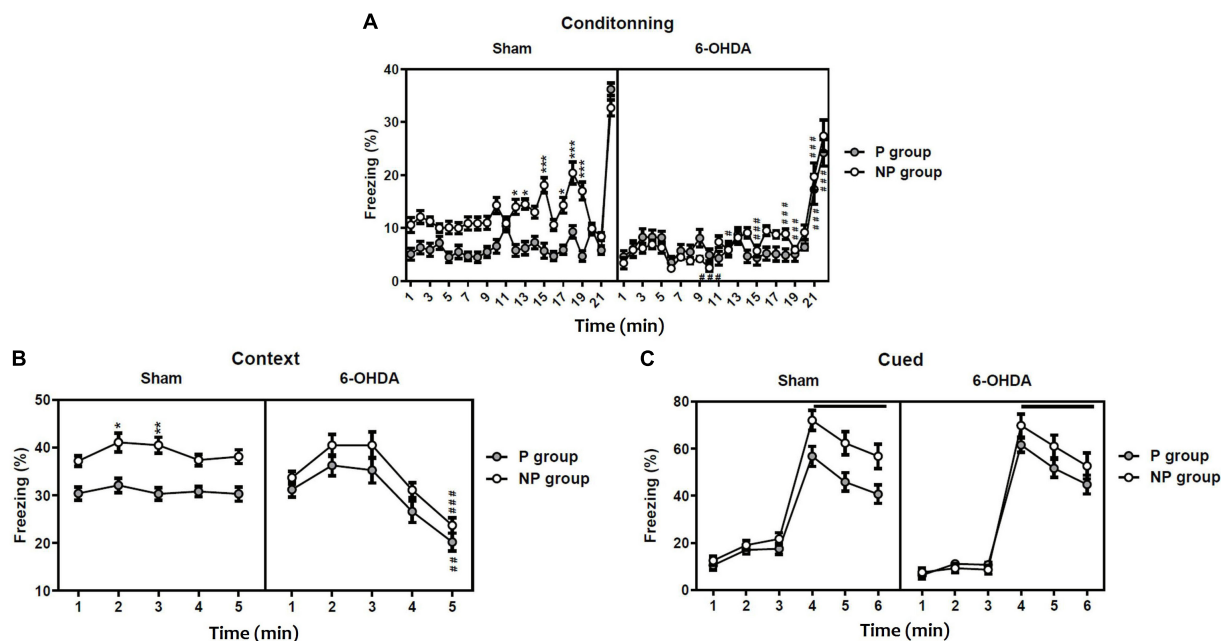 A
Conditonning
Sham
6-OHDA
40
30
20
10
0
Freezing (%)
* * *** * *** ***
# # # # # # # # # # # # # # # # # # # # # # #
P group
NP group
1 3 5 7 9 11 13 15 17 19 21
1 3 5 7 9 11 13 15 17 19 21
Time (min)
B
Context
Sham
6-OHDA
50
40
30
20
10
Freezing (%)
* **
###
##
P group
NP group
1 2 3 4 5
1 2 3 4 5
Time (min)
C
Cued
Sham
6-OHDA
80
60
40
20
0
Freezing (%)
P group
NP group
1 2 3 4 5 6
1 2 3 4 5 6
Time (min)